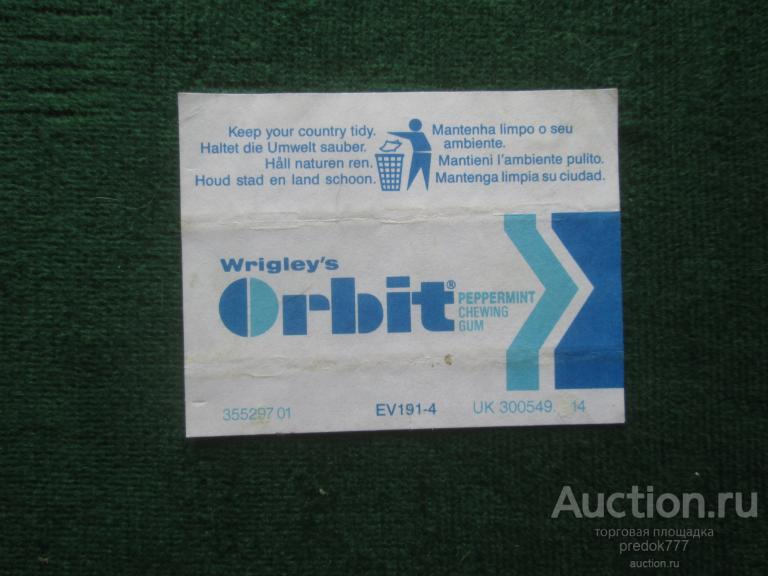 Keep your country tidy.
Haltet die Umwelt sauber.
Håll naturen ren.
Houd stad en land schoon.
Mantenha limpo o seu
ambiente.
Mantieni l'ambiente pulito.
Mantenga limpia su ciudad.
Wrigley's
Orbit®
PEPPERMINT
CHEWING
GUM
355297 01
EV191-4
UK 300549. 14
Auction.ru
торговая площадка
predok777
auction.ru